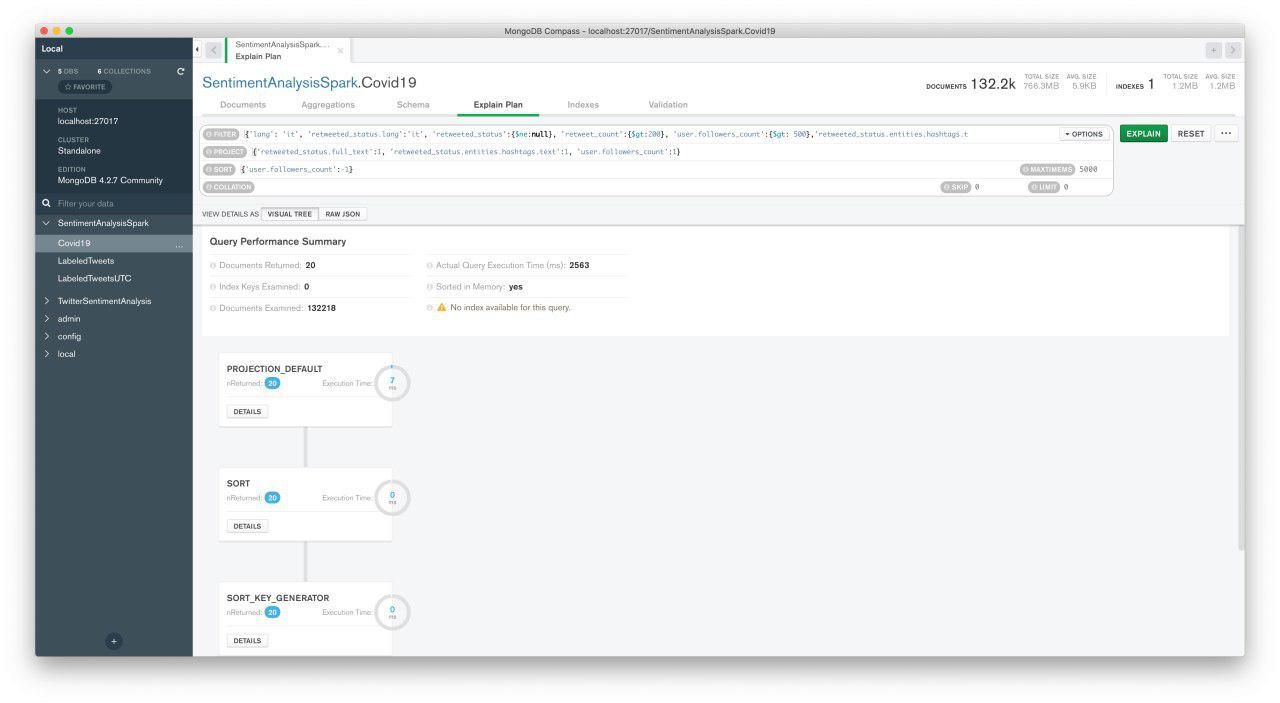 MongoDB Compass - localhost:27017/SentimentAnalysisSpark.Covid19
Local
5 DBS 6 COLLECTIONS
FAVORITE
HOST
localhost:27017
CLUSTER
Standalone
EDITION
MongoDB 4.2.7 Community
Filter your data
SentimentAnalysisSpark
Covid19 ...
LabeledTweets
LabeledTweetsUTC
TwitterSentimentAnalysis
admin
config
local
SentimentAnalysisSpark....
Explain Plan
SentimentAnalysisSpark.Covid19
DOCUMENTS 132.2k TOTAL SIZE 766.3MB AVG. SIZE 5.9KB INDEXES 1 TOTAL SIZE 1.2MB AVG. SIZE 1.2MB
Documents Aggregations Schema Explain Plan Indexes Validation
FILTER {'lang': 'it', 'retweeted_status.lang':'it', 'retweeted_status':{$ne:null}, 'retweet_count':{$gt:200}, 'user.followers_count':{$gt: 500},'retweeted_status.entities.hashtags.t OPTIONS EXPLAIN RESET ...
PROJECT {'retweeted_status.full_text':1, 'retweeted_status.entities.hashtags.text':1, 'user.followers_count':1}
SORT {'user.followers_count':-1} MAXTIMEMS 5000
COLLATION SKIP 0 LIMIT 0
VIEW DETAILS AS VISUAL TREE RAW JSON
Query Performance Summary
Documents Returned: 20 Actual Query Execution Time (ms): 2563
Index Keys Examined: 0 Sorted in Memory: yes
Documents Examined: 132218 No index available for this query.
PROJECTION_DEFAULT
nReturned: 20 Execution Time: 7 ms
DETAILS
SORT
nReturned: 20 Execution Time: 0 ms
DETAILS
SORT_KEY_GENERATOR
nReturned: 20 Execution Time: 0 ms
DETAILS